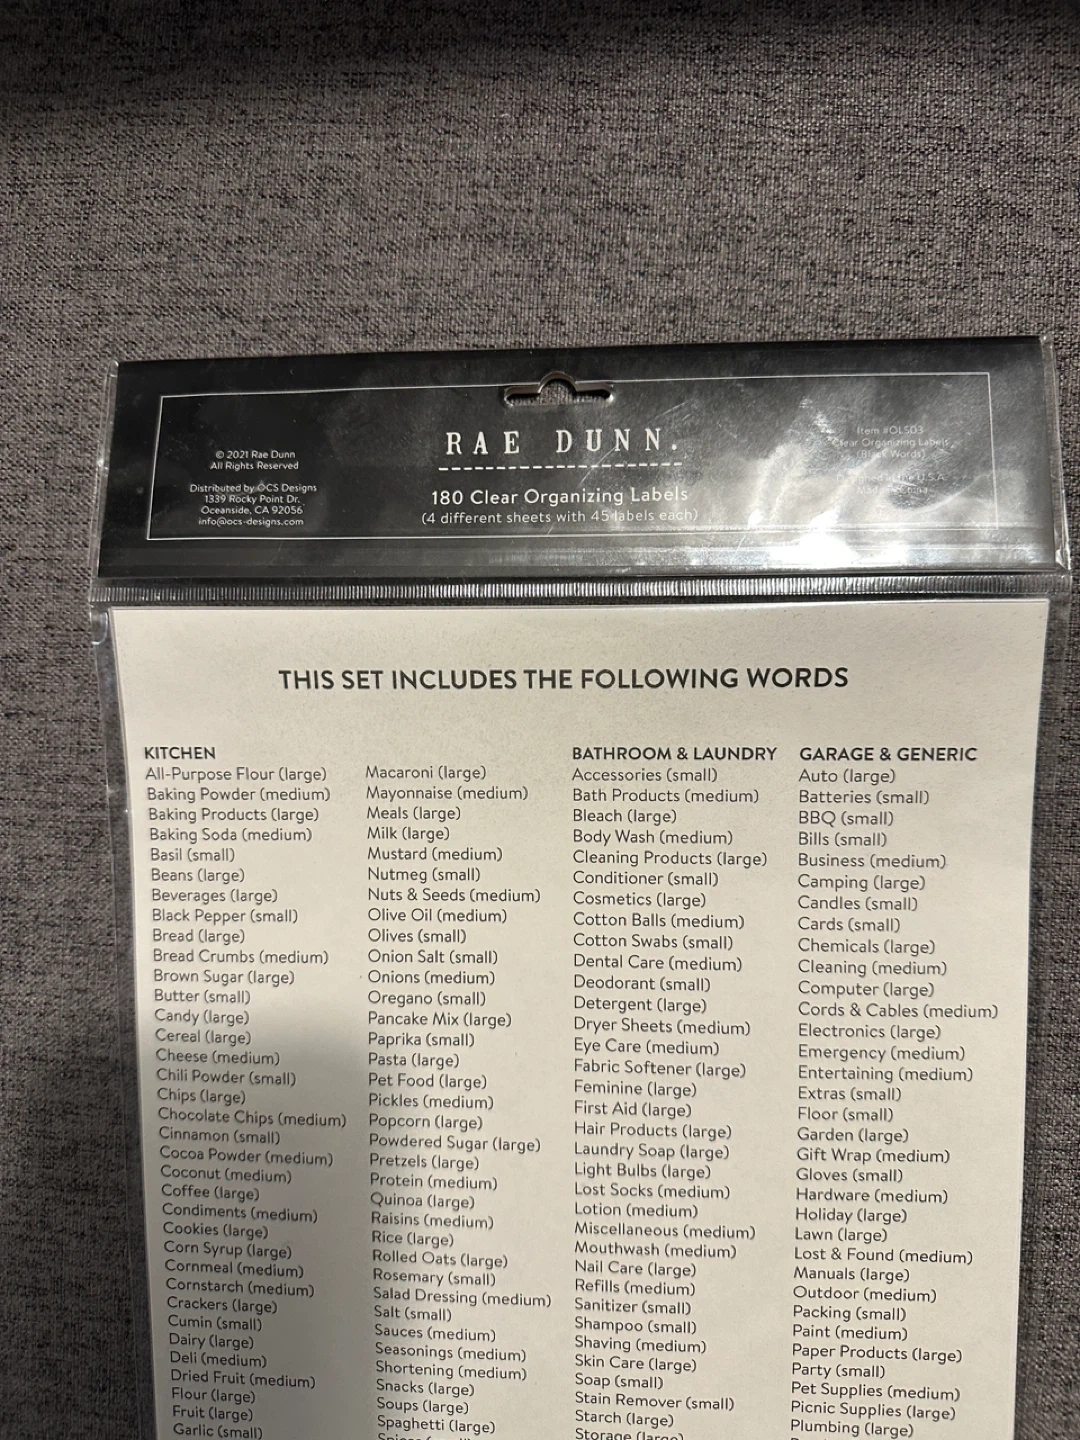 © 2021 Rae Dunn
All Rights Reserved
Distributed by OCS Designs
1339 Rocky Point Dr.
Oceanside, CA 92056
info@ocs-designs.com
RAE DUNN.
180 Clear Organizing Labels
(4 different sheets with 45 labels each)
Item #OLS03
Clear Organizing Labels
(Black Words)
U.S.A.
China
THIS SET INCLUDES THE FOLLOWING WORDS
KITCHEN
All-Purpose Flour (large)
Baking Powder (medium)
Baking Products (large)
Baking Soda (medium)
Basil (small)
Beans (large)
Beverages (large)
Black Pepper (small)
Bread (large)
Bread Crumbs (medium)
Brown Sugar (large)
Butter (small)
Candy (large)
Cereal (large)
Cheese (medium)
Chili Powder (small)
Chips (large)
Chocolate Chips (medium)
Cinnamon (small)
Cocoa Powder (medium)
Coconut (medium)
Coffee (large)
Condiments (medium)
Cookies (large)
Corn Syrup (large)
Cornmeal (medium)
Cornstarch (medium)
Crackers (large)
Cumin (small)
Dairy (large)
Deli (medium)
Dried Fruit (medium)
Flour (large)
Fruit (large)
Garlic (small)
Macaroni (large)
Mayonnaise (medium)
Meals (large)
Milk (large)
Mustard (medium)
Nutmeg (small)
Nuts & Seeds (medium)
Olive Oil (medium)
Olives (small)
Onion Salt (small)
Onions (medium)
Oregano (small)
Pancake Mix (large)
Paprika (small)
Pasta (large)
Pet Food (large)
Pickles (medium)
Popcorn (large)
Powdered Sugar (large)
Pretzels (large)
Protein (medium)
Quinoa (large)
Raisins (medium)
Rice (large)
Rolled Oats (large)
Rosemary (small)
Salad Dressing (medium)
Salt (small)
Sauces (medium)
Seasonings (medium)
Shortening (medium)
Snacks (large)
Soups (large)
Spaghetti (large)
BATHROOM & LAUNDRY
Accessories (small)
Bath Products (medium)
Bleach (large)
Body Wash (medium)
Cleaning Products (large)
Conditioner (small)
Cosmetics (large)
Cotton Balls (medium)
Cotton Swabs (small)
Dental Care (medium)
Deodorant (small)
Detergent (large)
Dryer Sheets (medium)
Eye Care (medium)
Fabric Softener (large)
Feminine (large)
First Aid (large)
Hair Products (large)
Laundry Soap (large)
Light Bulbs (large)
Lost Socks (medium)
Lotion (medium)
Miscellaneous (medium)
Mouthwash (medium)
Nail Care (large)
Refills (medium)
Sanitizer (small)
Shampoo (small)
Shaving (medium)
Skin Care (large)
Soap (small)
Stain Remover (small)
Starch (large)
Storage (large)
GARAGE & GENERIC
Auto (large)
Batteries (small)
BBQ (small)
Bills (small)
Business (medium)
Camping (large)
Candles (small)
Cards (small)
Chemicals (large)
Cleaning (medium)
Computer (large)
Cords & Cables (medium)
Electronics (large)
Emergency (medium)
Entertaining (medium)
Extras (small)
Floor (small)
Garden (large)
Gift Wrap (medium)
Gloves (small)
Hardware (medium)
Holiday (large)
Lawn (large)
Lost & Found (medium)
Manuals (large)
Outdoor (medium)
Packing (small)
Paint (medium)
Paper Products (large)
Party (small)
Pet Supplies (medium)
Picnic Supplies (large)
Plumbing (large)